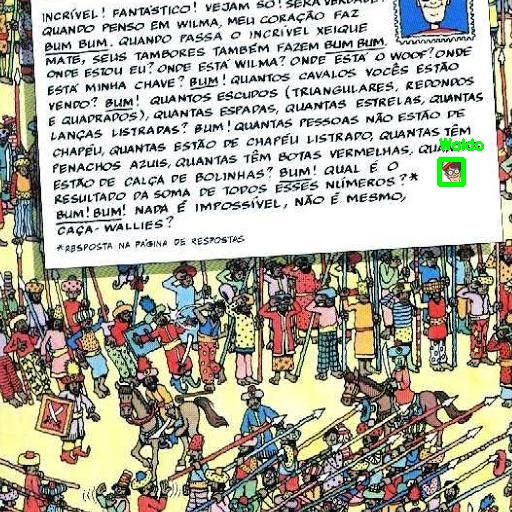 INCRÍVEL! FANTÁSTICO! VEJAM SÓ! SERÁ VERDADE?
QUANDO PENSO EM WILMA, MEU CORAÇÃO FAZ
BUM BUM. QUANDO PASSA O INCRÍVEL XEIQUE
MATE, SEUS TAMBORES TAMBÉM FAZEM BUM BUM.
ONDE ESTOU EU? ONDE ESTÁ WILMA? ONDE ESTÁ O WOOF? ONDE
ESTÁ MINHA CHAVE? BUM! QUANTOS CAVALOS VOCÊS ESTÃO
VENDO? BUM! QUANTOS ESCUDOS (TRIANGULARES, REDONDOS
E QUADRADOS), QUANTAS ESPADAS, QUANTAS ESTRELAS, QUANTAS
LANÇAS LISTRADAS? BUM! QUANTAS PESSOAS NÃO ESTÃO DE
CHAPÉU, QUANTAS ESTÃO DE CHAPÉU LISTRADO, QUANTAS TÊM
PENACHOS AZUIS, QUANTAS TÊM BOTAS VERMELHAS,
Waldo
ESTÃO DE CALÇA DE BOLINHAS? BUM! QUAL É O
RESULTADO DA SOMA DE TODOS ESSES NÚMEROS?*
BUM! BUM! NADA É IMPOSSÍVEL, NÃO É MESMO,
CAÇA-WALLIES?
*RESPOSTA NA PÁGINA DE RESPOSTAS